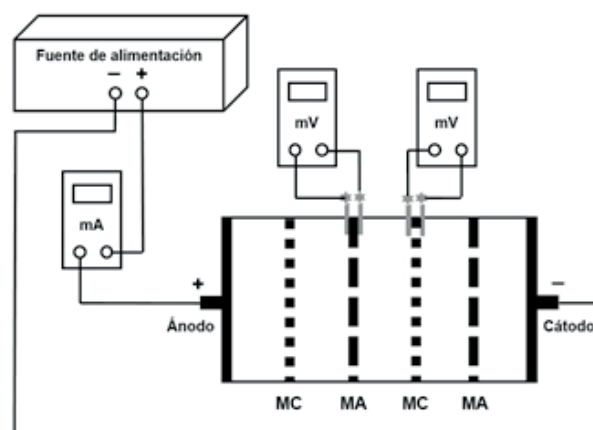 Fuente de alimentación
− +
mV
mV
mA
+
−
Ánodo
Cátodo
MC MA MC MA